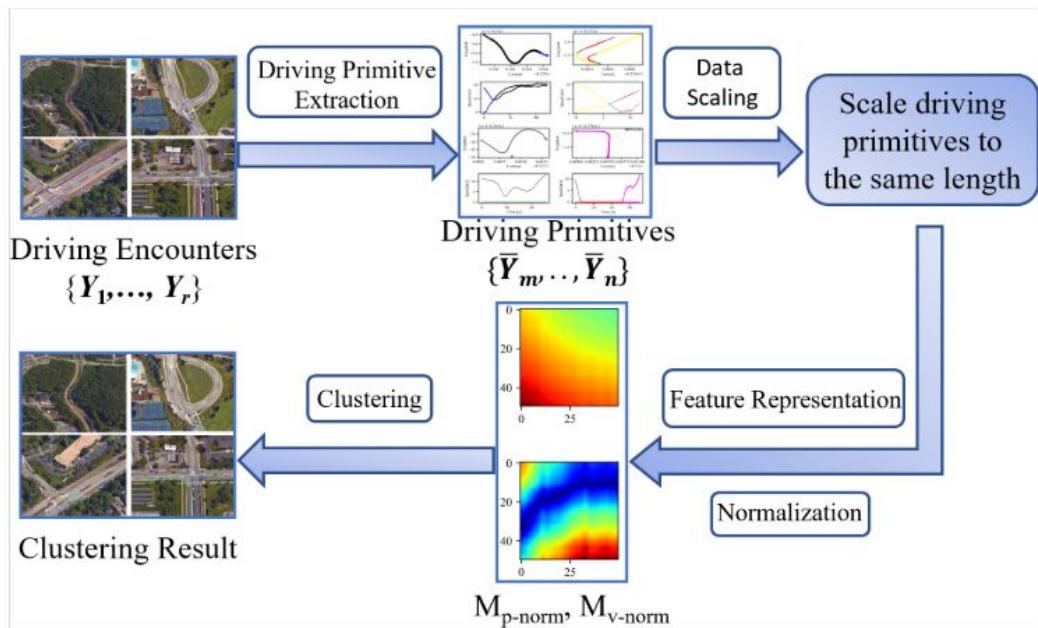 Driving Primitive
Extraction
Data
Scaling
Scale driving
primitives to
the same length
Driving Encounters
{Y₁,…, Yᵣ}
Driving Primitives
{Ȳₘ,..,Ȳₙ}
0
20
40
0
25
Clustering
Feature Representation
0
20
40
0
25
Normalization
Clustering Result
Mₚ₋ₙₒᵣₘ, Mᵥ₋ₙₒᵣₘ